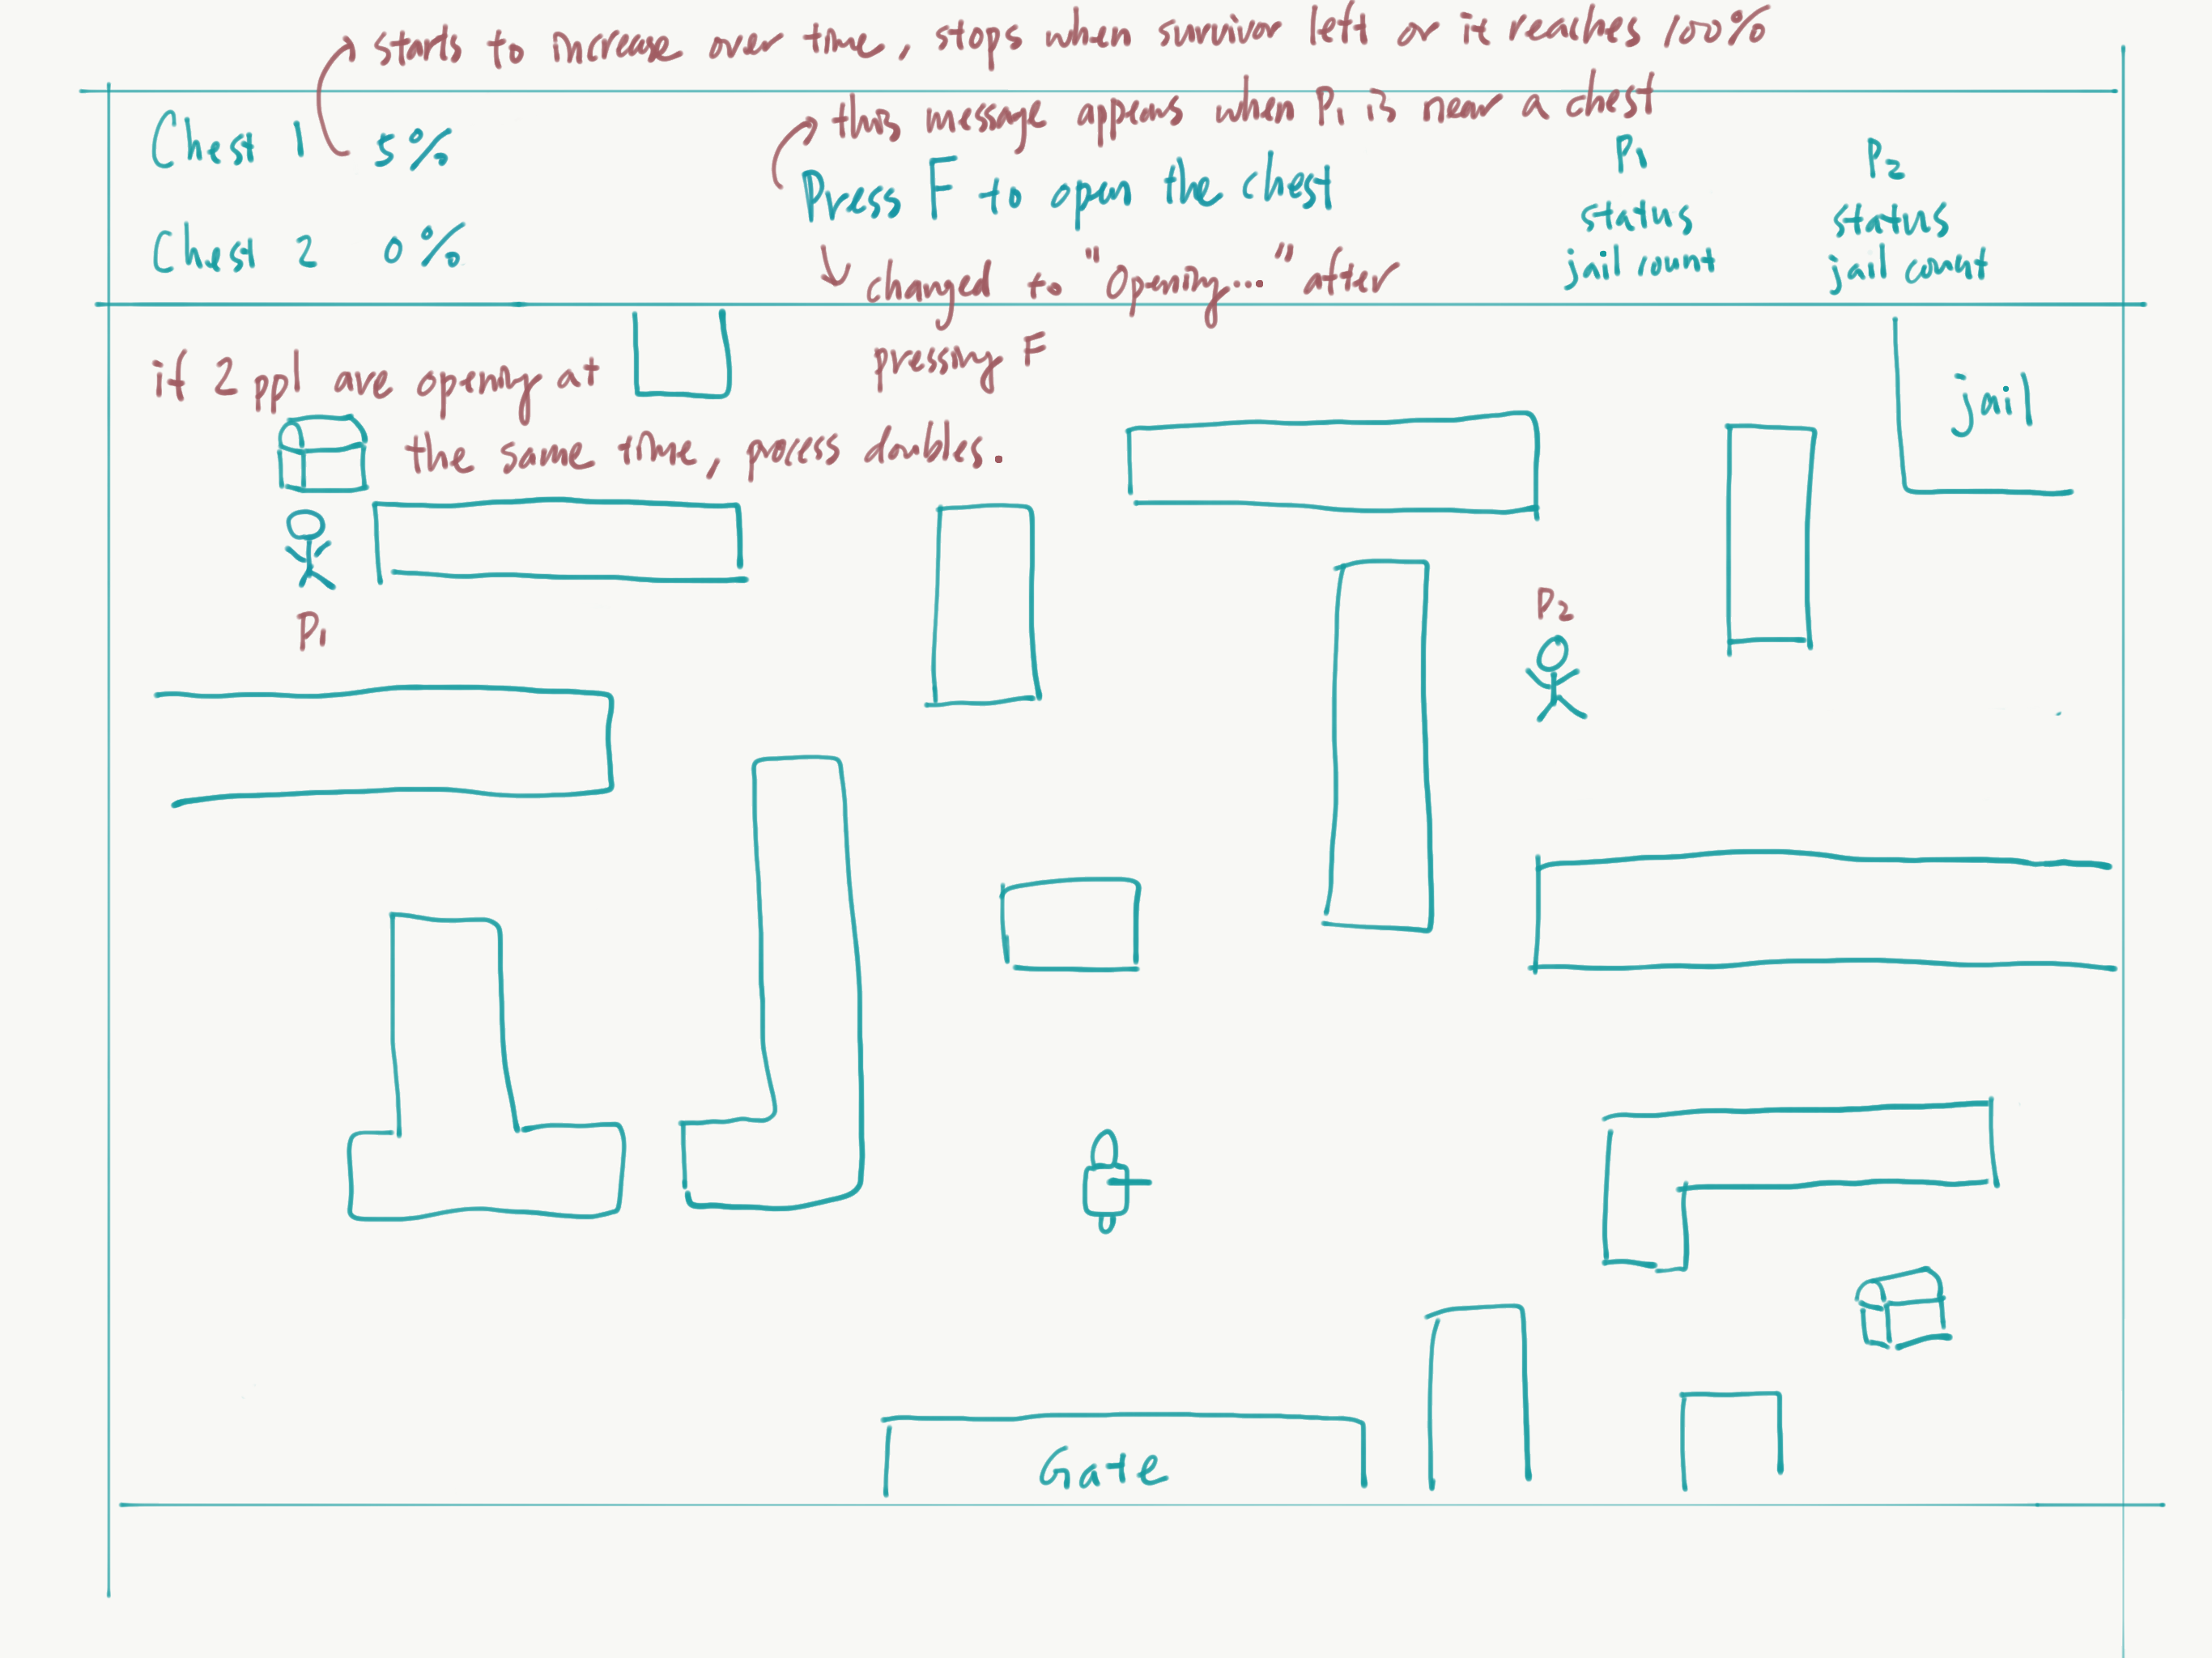 starts to increase over time, stops when survivor left or it reaches 100%
this message appears when P1 is near a chest
Chest 1 5%
Press F to open the chest
P1
status
jail count
P2
status
jail count
Chest 2 0%
changed to "Opening..." after
pressing F
if 2 ppl are opening at
the same time, process doubles.
jail
P1
P2
Gate